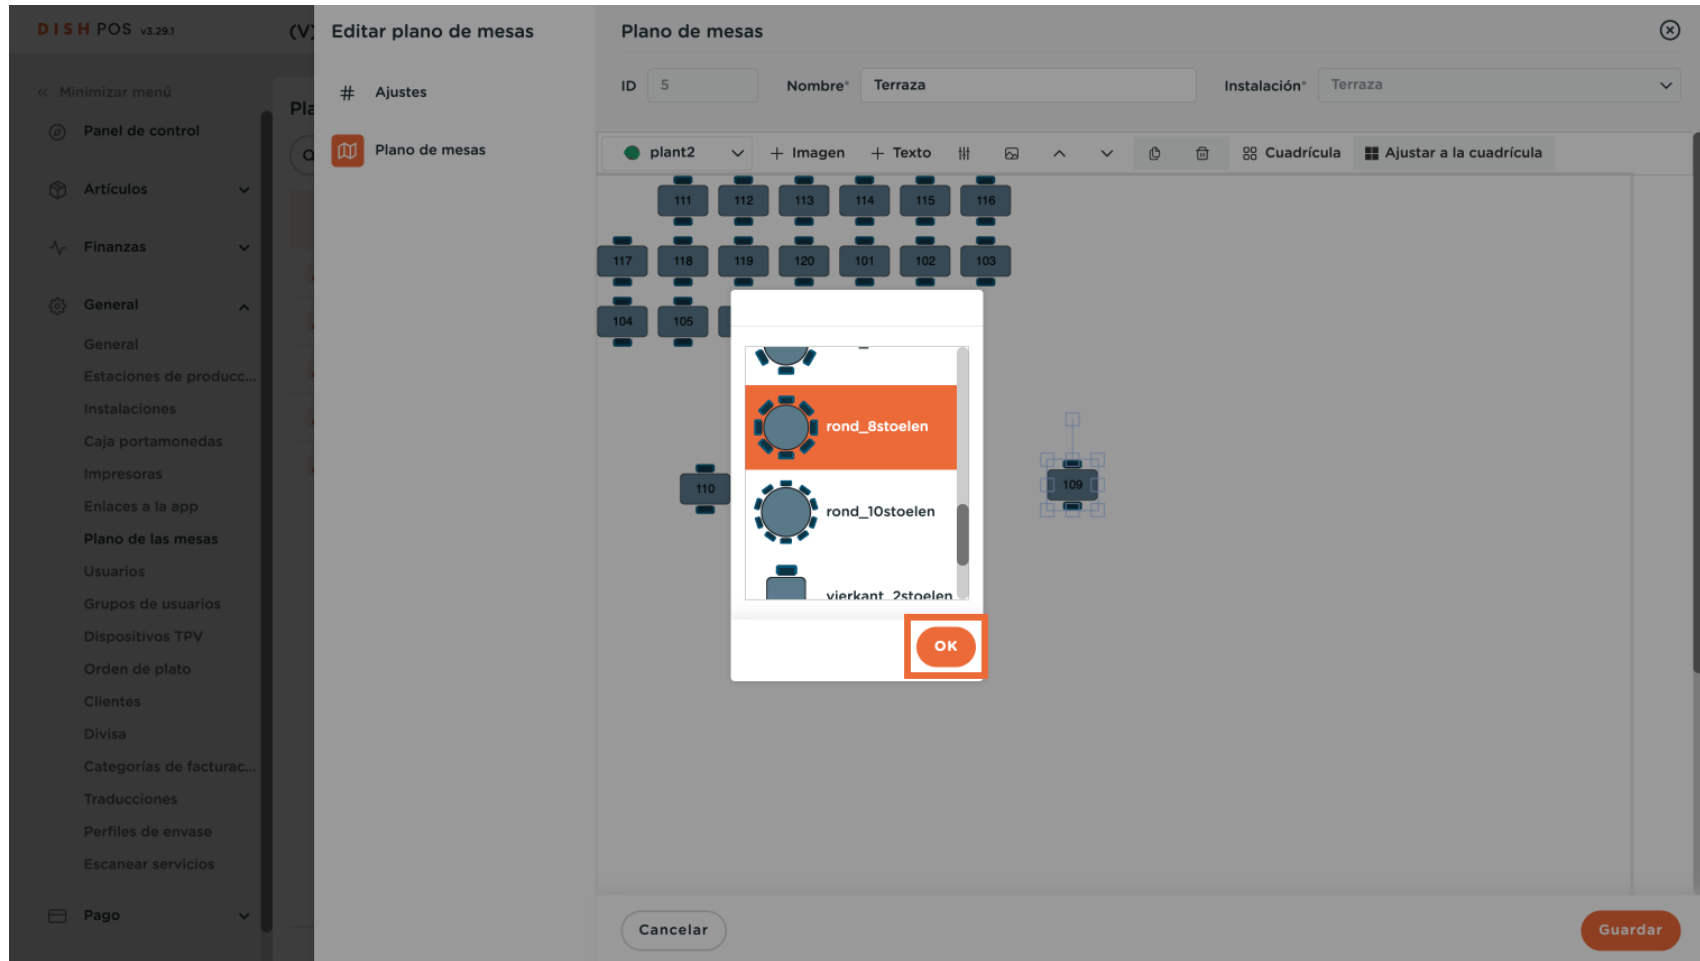 DISH POS v3.29.1
(V)
Editar plano de mesas
Plano de mesas
Minimizar menú
Ajustes
Plano de mesas
ID 5
Nombre* Terraza
Instalación* Terraza
Pla
plant2
+ Imagen
+ Texto
Cuadrícula
Ajustar a la cuadrícula
Panel de control
Artículos
Finanzas
General
General
Estaciones de producc...
Instalaciones
Caja portamonedas
Impresoras
Enlaces a la app
Plano de las mesas
Usuarios
Grupos de usuarios
Dispositivos TPV
Orden de plato
Clientes
Divisa
Categorías de facturac...
Traducciones
Perfiles de envase
Escanear servicios
Pago
111 112 113 114 115 116
117 118 119 120 101 102 103
104 105
110
109
rond_8stoelen
rond_10stoelen
vierkant_2stoelen
OK
Cancelar
Guardar